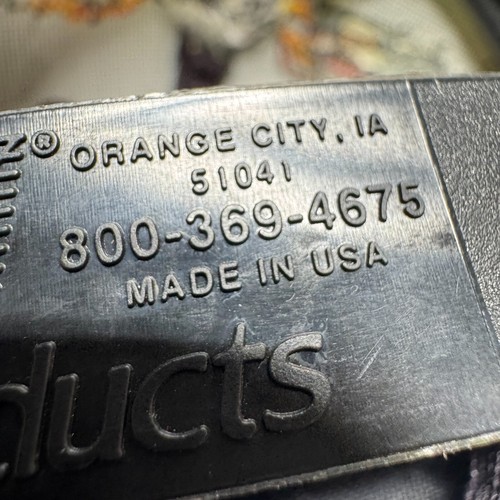 ® ORANGE CITY, IA
51041
800-369-4675
MADE IN USA
ducts